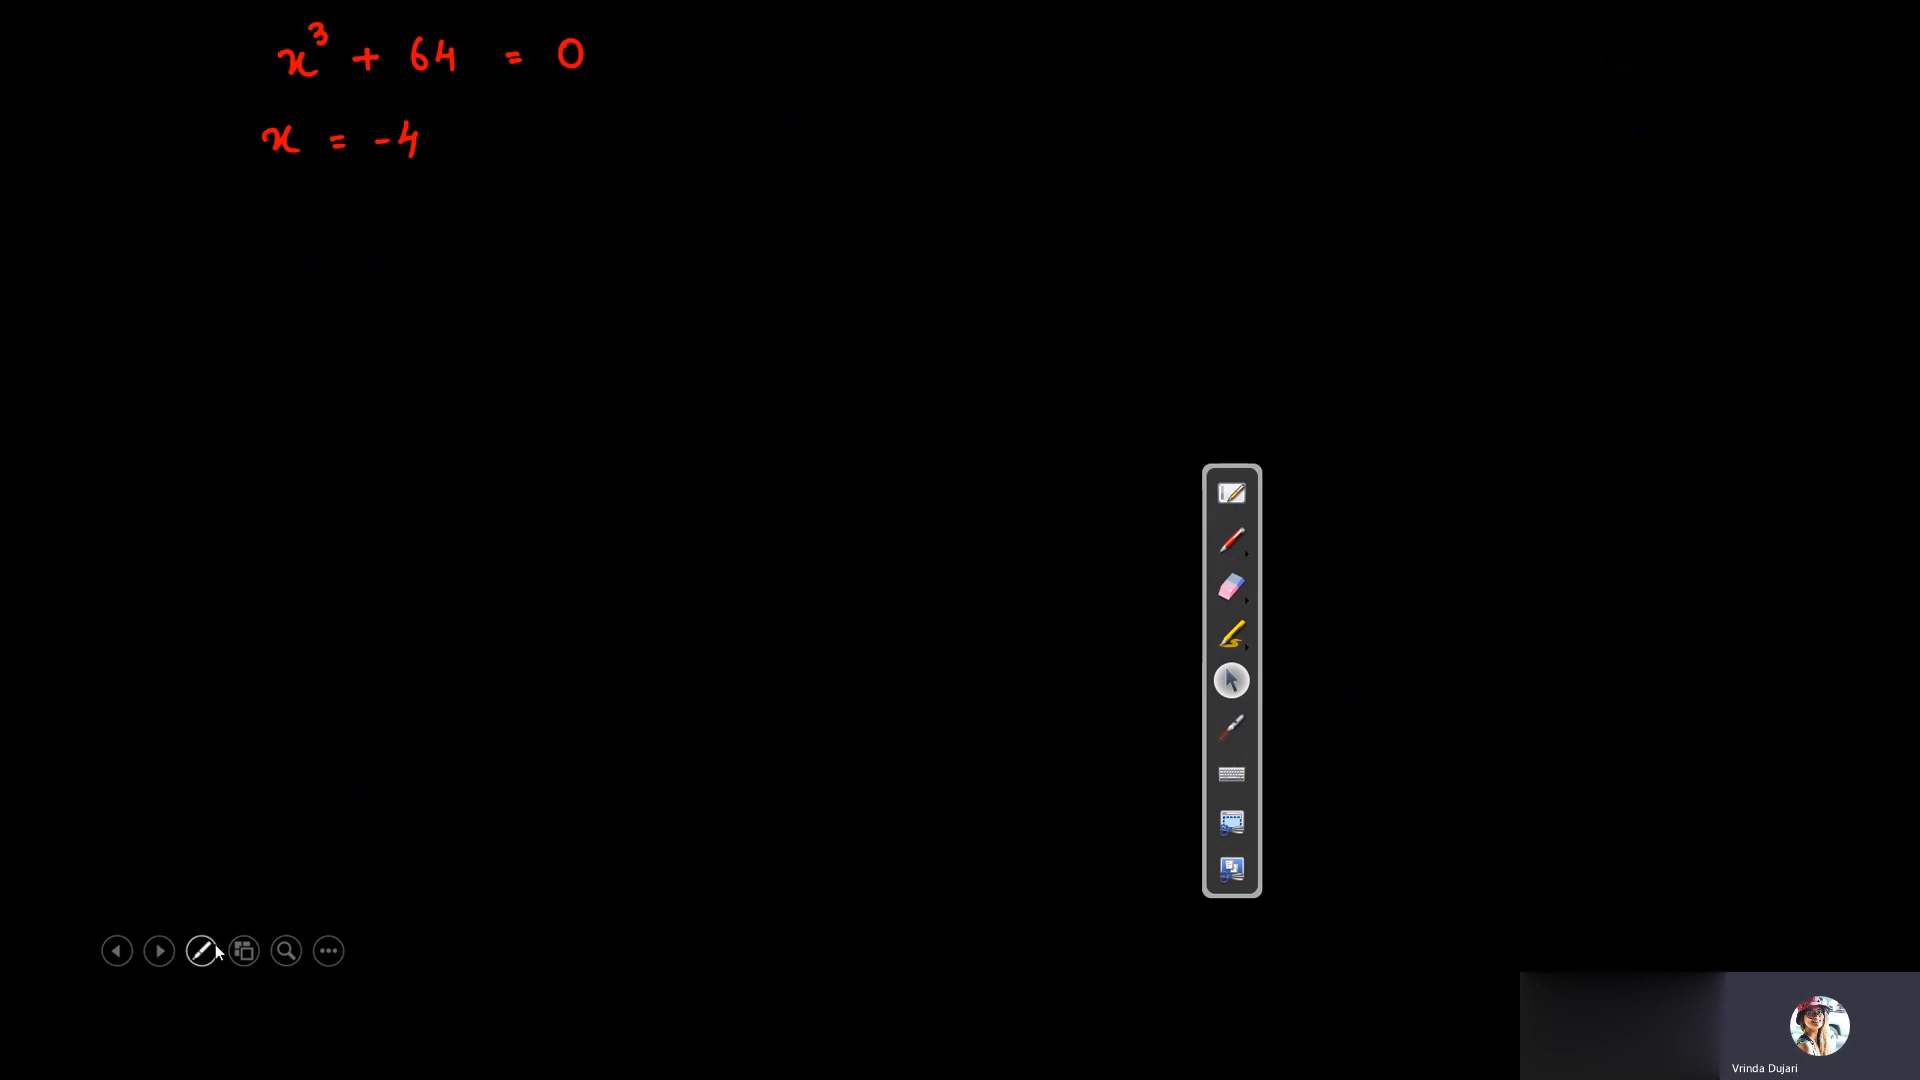 x³ + 64 = 0
x = -4
Vrinda Dujari